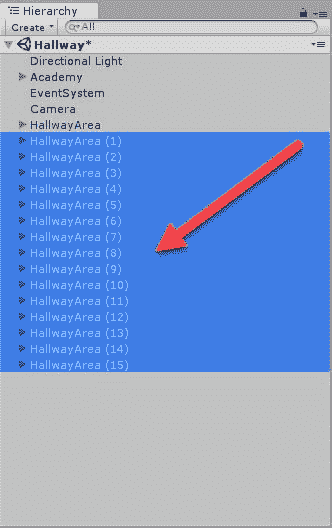 Hierarchy
Create All
Hallway*
Directional Light
Academy
EventSystem
Camera
HallwayArea
HallwayArea (1)
HallwayArea (2)
HallwayArea (3)
HallwayArea (4)
HallwayArea (5)
HallwayArea (6)
HallwayArea (7)
HallwayArea (8)
HallwayArea (9)
HallwayArea (10)
HallwayArea (11)
HallwayArea (12)
HallwayArea (13)
HallwayArea (14)
HallwayArea (15)